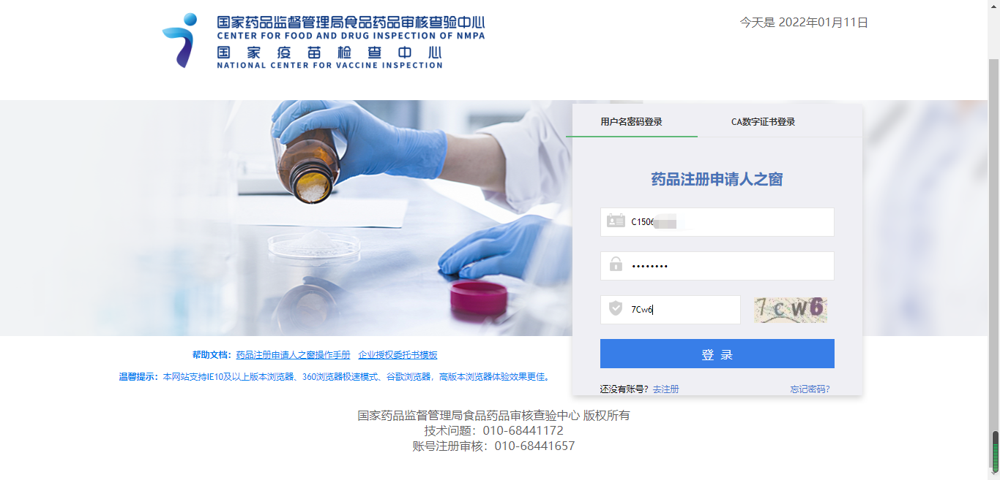 国家药品监督管理局食品药品审核查验中心
CENTER FOR FOOD AND DRUG INSPECTION OF NMPA
国家疫苗检查中心
NATIONAL CENTER FOR VACCINE INSPECTION
今天是 2022年01月11日
用户名密码登录 CA数字证书登录
药品注册申请人之窗
C1506
••••••••
7Cw6 7cw6
登 录
还没有账号？去注册 忘记密码?
帮助文档：药品注册申请人之窗操作手册 企业授权委托书模板
温馨提示：本网站支持IE10及以上版本浏览器、360浏览器极速模式、谷歌浏览器，高版本浏览器体验效果更佳。
国家药品监督管理局食品药品审核查验中心 版权所有
技术问题：010-68441172
账号注册审核：010-68441657